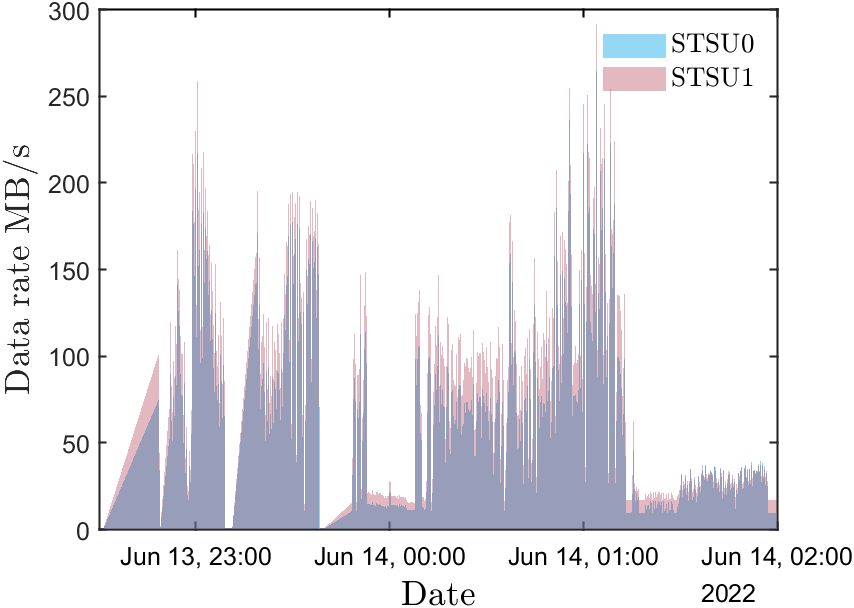 300
250
200
150
100
50
0
Data rate MB/s
STSU0
STSU1
Jun 13, 23:00
Jun 14, 00:00
Jun 14, 01:00
Jun 14, 02:00
Date
2022